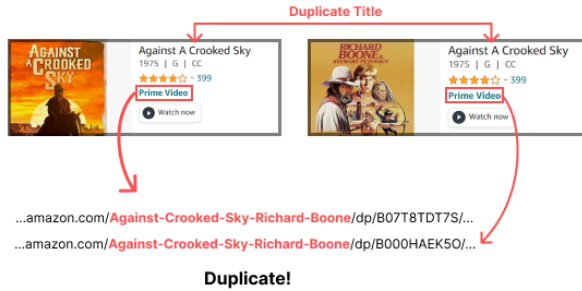 Duplicate Title
AGAINST
A CROOKED
SKY
Against A Crooked Sky
1975 | G | CC
399
Prime Video
Watch now
RICHARD
BOONE &
STEWART PETERSEN
Against A Crooked Sky
1975 | G | CC
399
Prime Video
Watch now
...amazon.com/Against-Crooked-Sky-Richard-Boone/dp/B07T8TDT7S/...
...amazon.com/Against-Crooked-Sky-Richard-Boone/dp/B000HAEK5O/...
Duplicate!